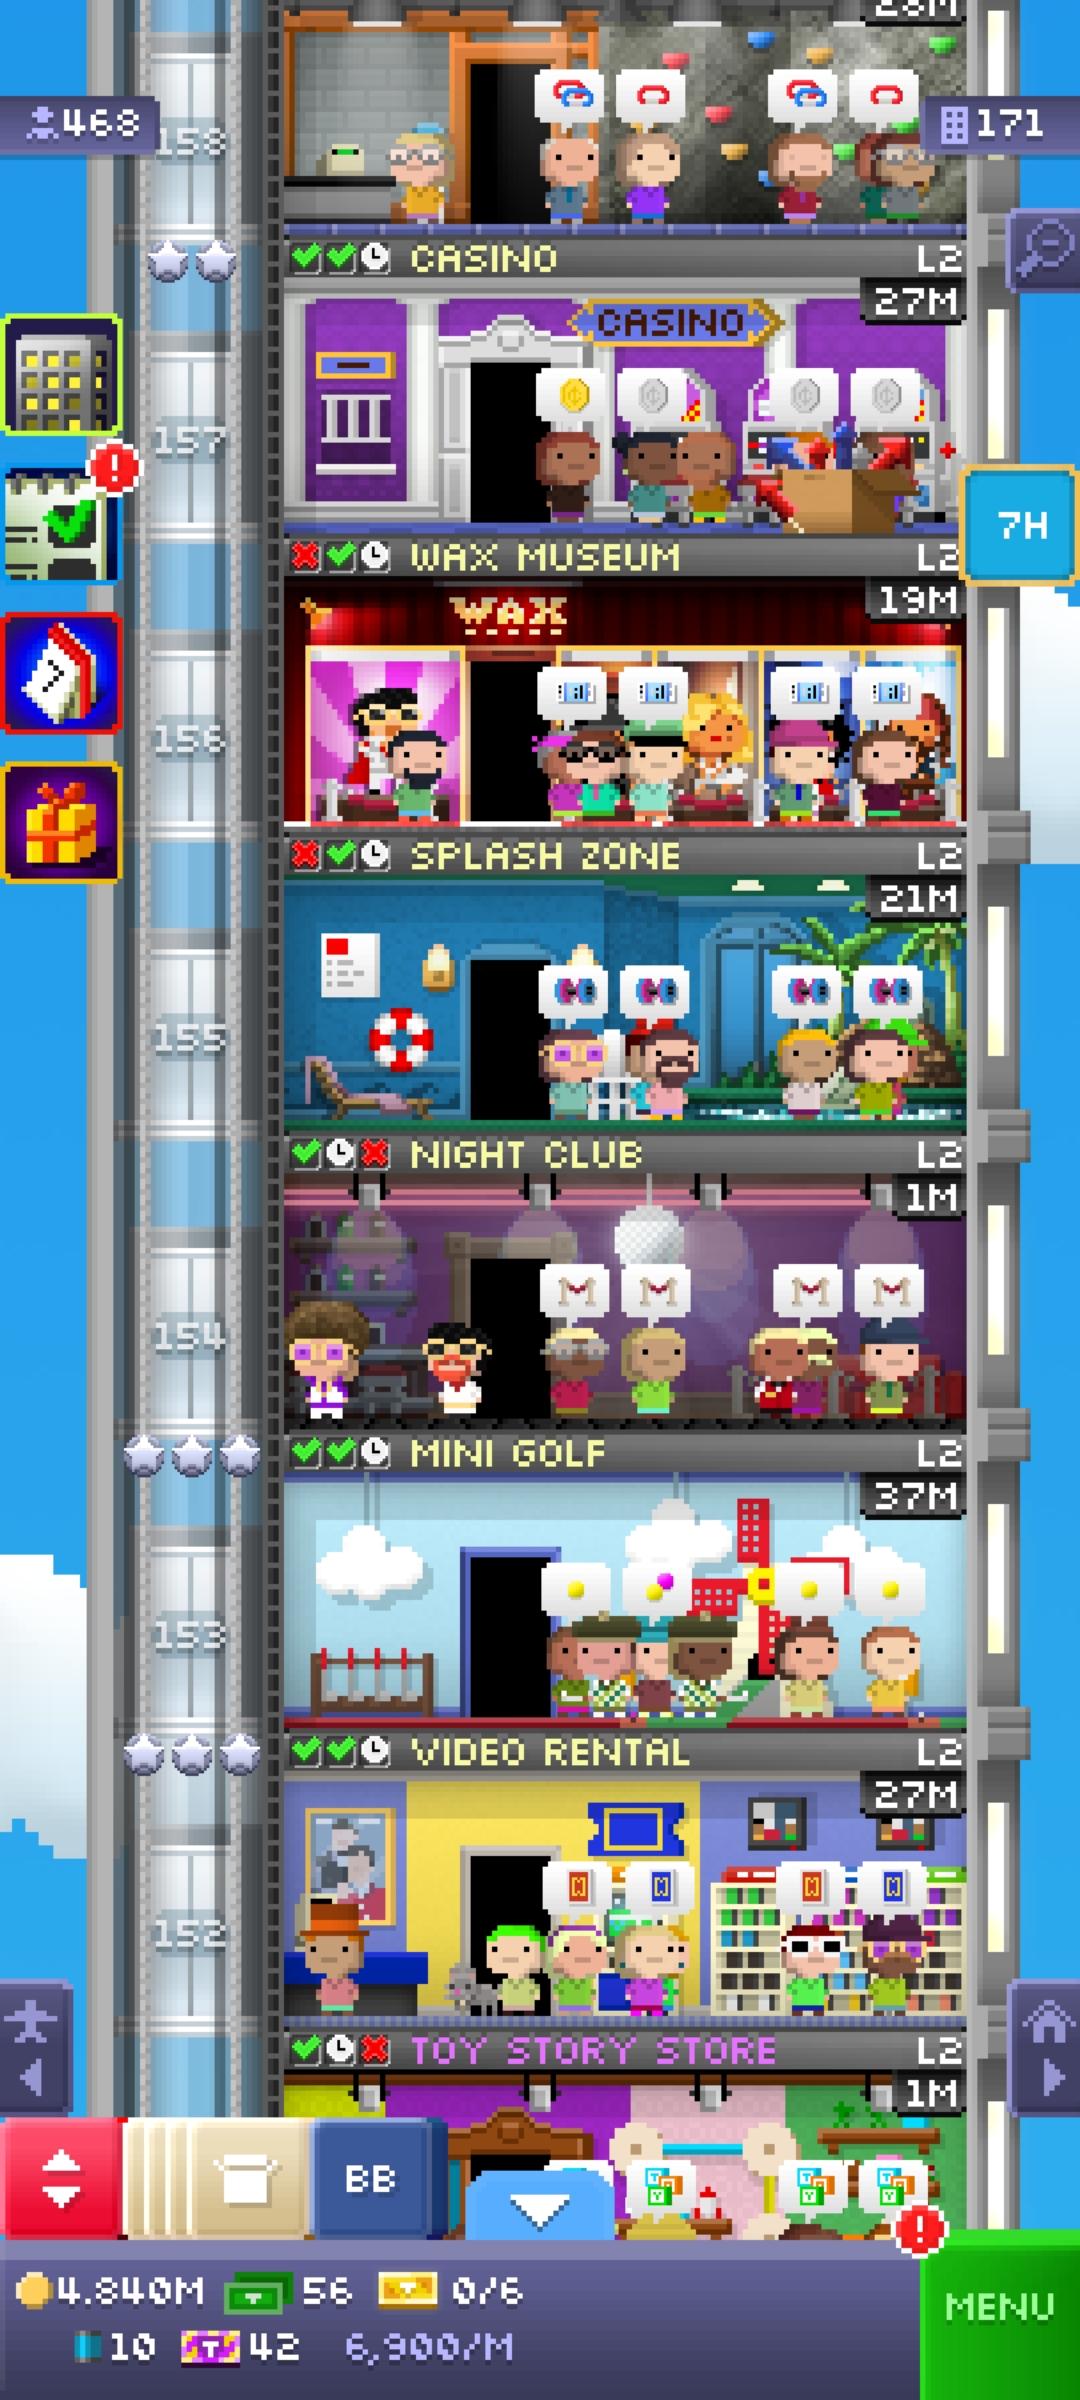 28M
468
158
171
CASINO
L2
27M
CASINO
157
7H
WAX MUSEUM
L2
19M
WAX
156
SPLASH ZONE
L2
21M
155
NIGHT CLUB
L2
1M
154
MINI GOLF
L2
37M
153
VIDEO RENTAL
L2
27M
152
TOY STORY STORE
L2
1M
BB
4.840M
56
0/6
MENU
10
42
6,900/M